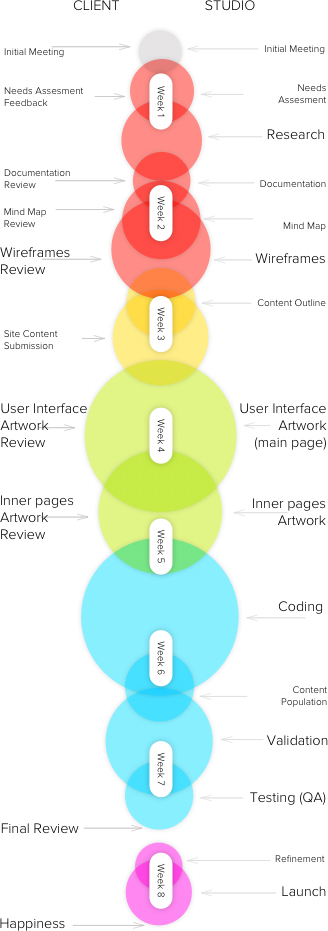 CLIENT STUDIO
Initial Meeting
Initial Meeting
Needs Assesment
Feedback
Needs
Assesment
Week 1
Research
Documentation
Review
Documentation
Mind Map
Review
Week 2
Mind Map
Wireframes
Review
Wireframes
Content Outline
Week 3
Site Content
Submission
User Interface
Artwork
Review
User Interface
Artwork
(main page)
Week 4
Inner pages
Artwork
Review
Inner pages
Artwork
Week 5
Coding
Week 6
Content
Population
Validation
Week 7
Testing (QA)
Final Review
Refinement
Week 8
Launch
Happiness